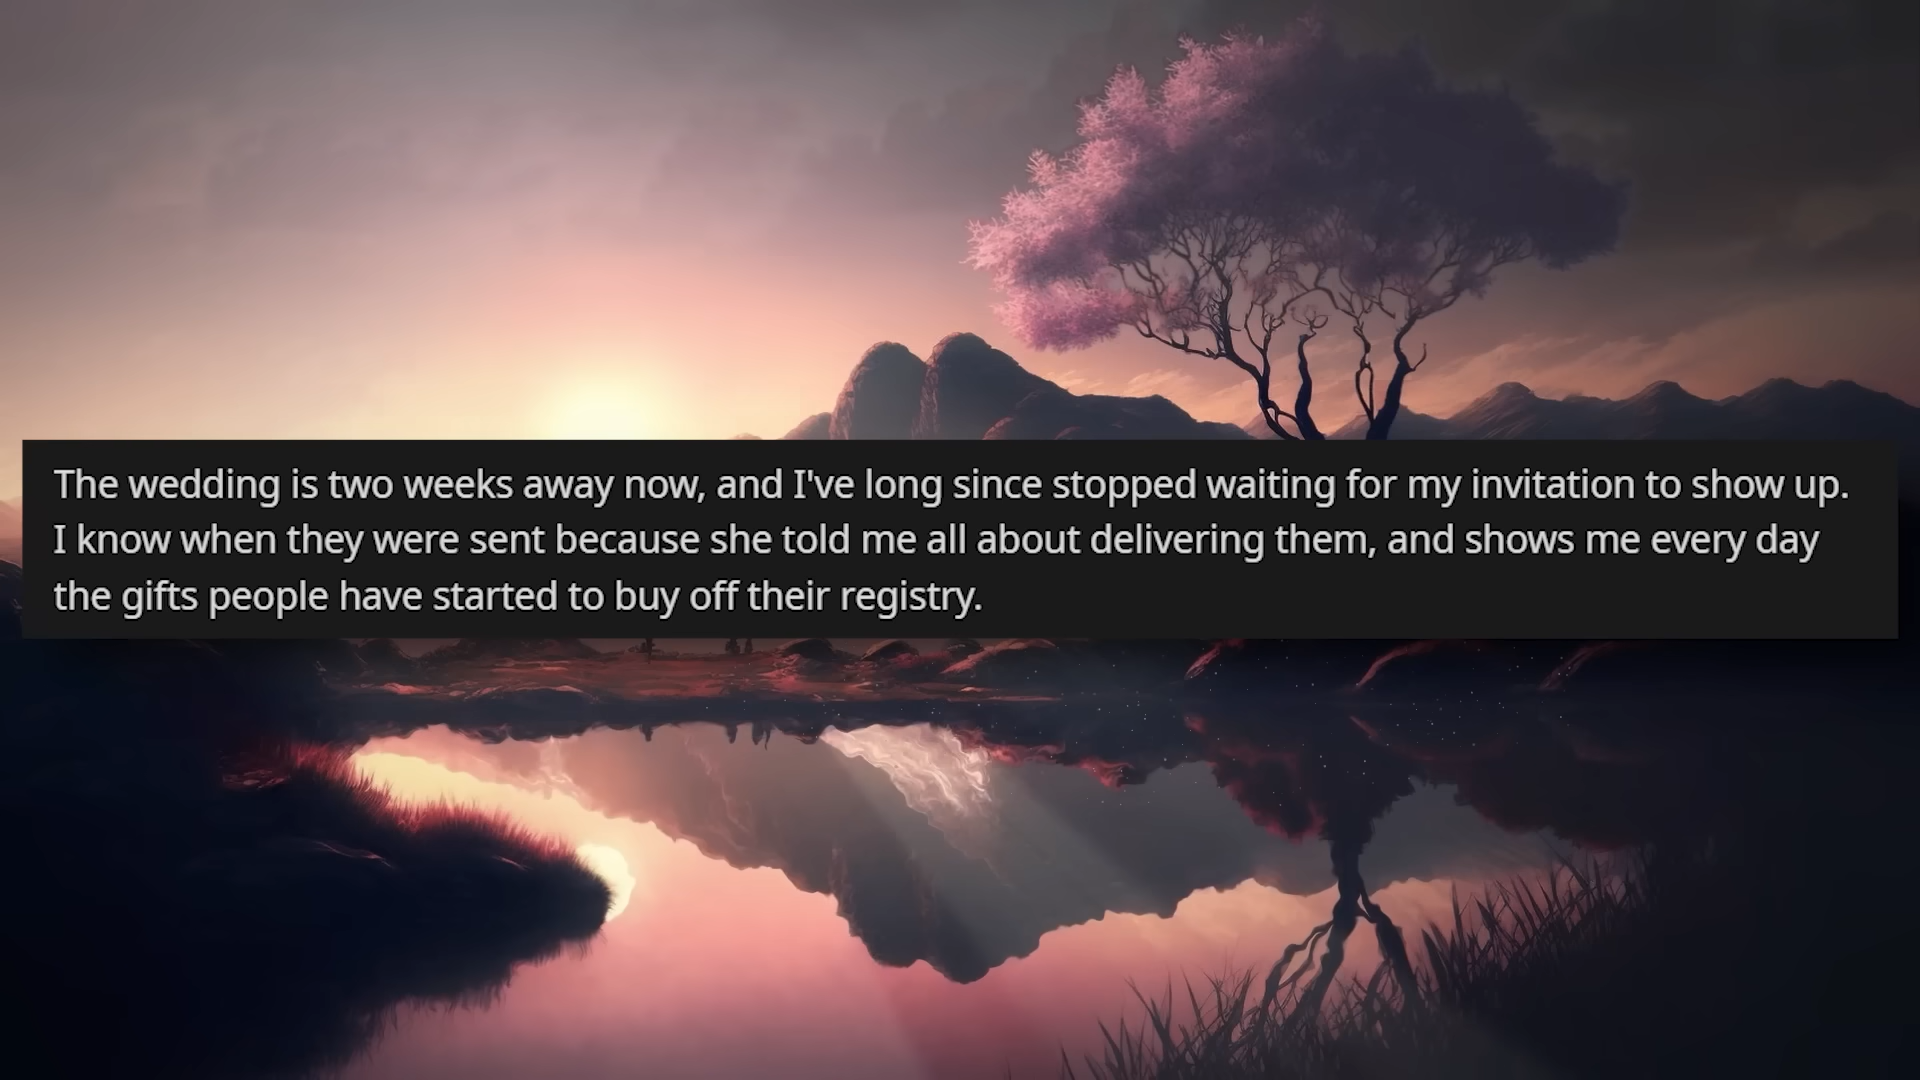 The wedding is two weeks away now, and I've long since stopped waiting for my invitation to show up.
I know when they were sent because she told me all about delivering them, and shows me every day
the gifts people have started to buy off their registry.